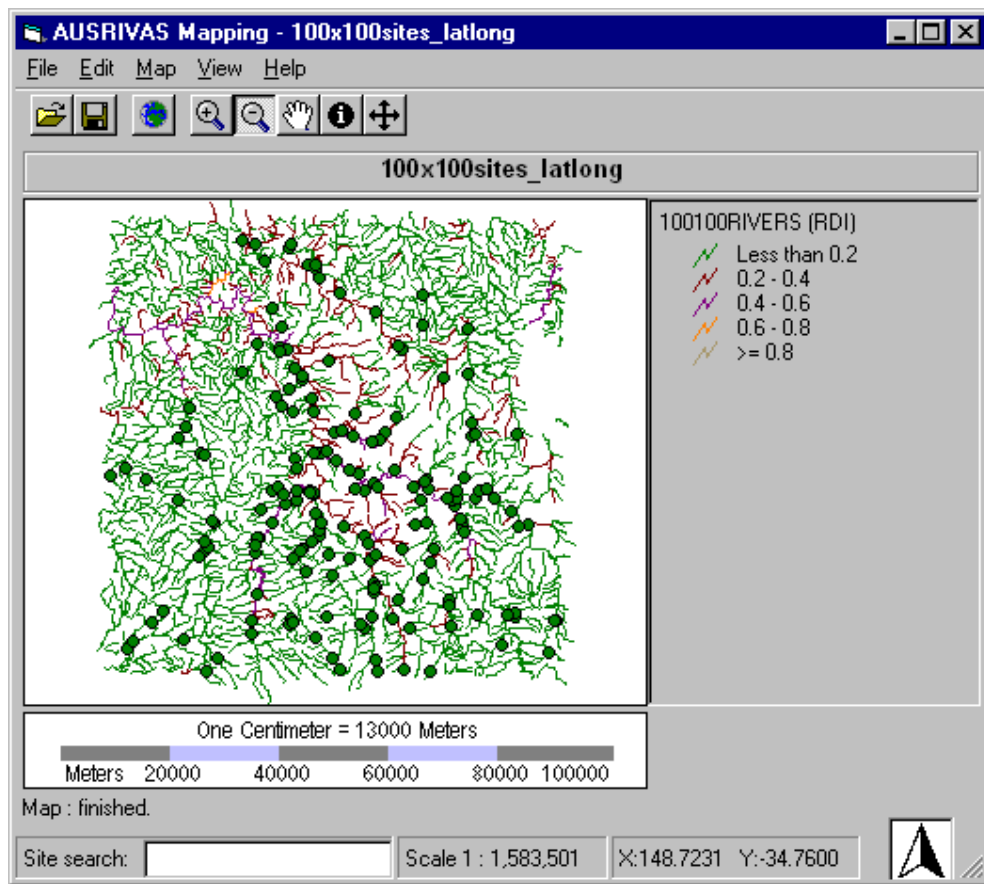 AUSRIVAS Mapping - 100x100sites_latlong
File Edit Map View Help
100x100sites_latlong
100100RIVERS (RDI)
Less than 0.2
0.2 - 0.4
0.4 - 0.6
0.6 - 0.8
>= 0.8
One Centimeter = 13000 Meters
Meters 20000 40000 60000 80000 100000
Map : finished.
Site search: Scale 1 : 1,583,501 X:148.7231 Y:-34.7600